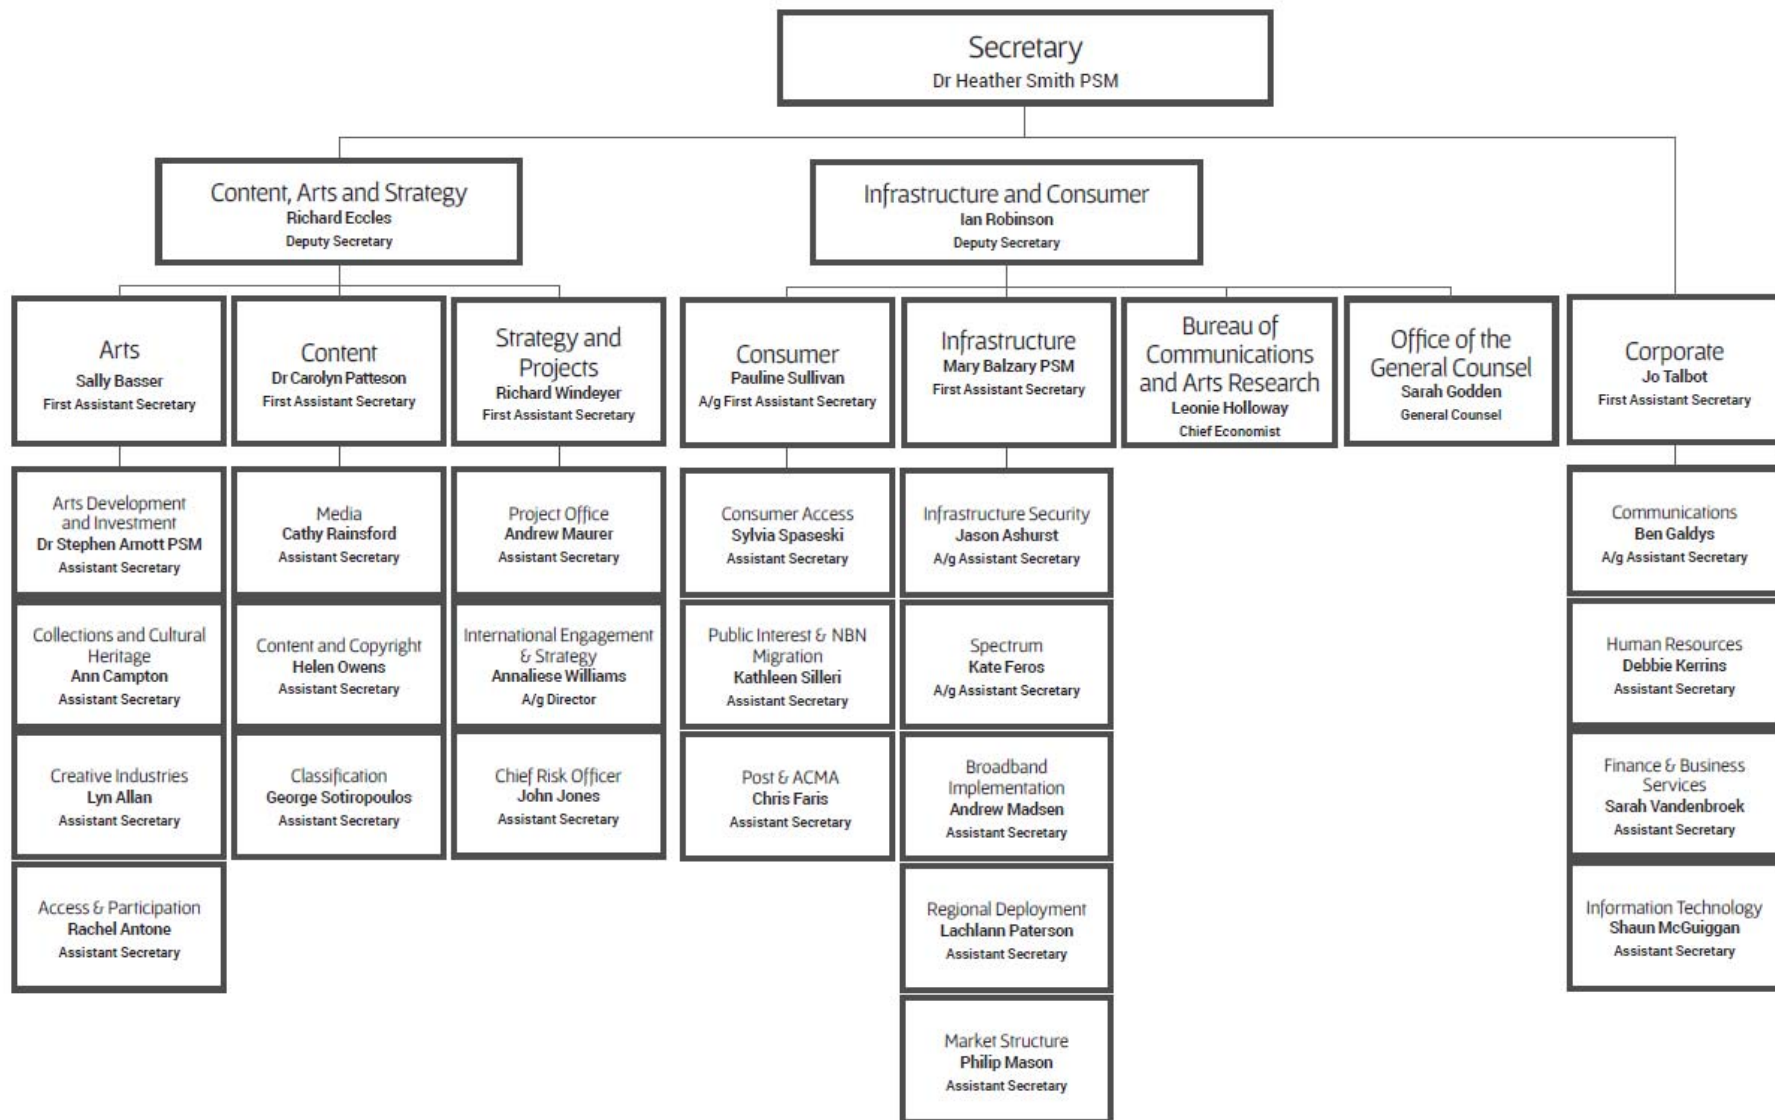 Secretary
Dr Heather Smith PSM
Content, Arts and Strategy
Richard Eccles
Deputy Secretary
Infrastructure and Consumer
Ian Robinson
Deputy Secretary
Arts
Sally Basser
First Assistant Secretary
Content
Dr Carolyn Patteson
First Assistant Secretary
Strategy and
Projects
Richard Windeyer
First Assistant Secretary
Consumer
Pauline Sullivan
A/g First Assistant Secretary
Infrastructure
Mary Balzary PSM
First Assistant Secretary
Bureau of
Communications
and Arts Research
Leonie Holloway
Chief Economist
Office of the
General Counsel
Sarah Godden
General Counsel
Corporate
Jo Talbot
First Assistant Secretary
Arts Development
and Investment
Dr Stephen Arnott PSM
Assistant Secretary
Collections and Cultural
Heritage
Ann Campton
Assistant Secretary
Creative Industries
Lyn Allan
Assistant Secretary
Access & Participation
Rachel Antone
Assistant Secretary
Media
Cathy Rainsford
Assistant Secretary
Content and Copyright
Helen Owens
Assistant Secretary
Classification
George Sotiropoulos
Assistant Secretary
Project Office
Andrew Maurer
Assistant Secretary
International Engagement
& Strategy
Annaliese Williams
A/g Director
Chief Risk Officer
John Jones
Assistant Secretary
Consumer Access
Sylvia Spaseski
Assistant Secretary
Public Interest & NBN
Migration
Kathleen Silleri
Assistant Secretary
Post & ACMA
Chris Faris
Assistant Secretary
Infrastructure Security
Jason Ashurst
A/g Assistant Secretary
Spectrum
Kate Feros
A/g Assistant Secretary
Broadband
Implementation
Andrew Madsen
Assistant Secretary
Regional Deployment
Lachlann Paterson
Assistant Secretary
Market Structure
Philip Mason
Assistant Secretary
Communications
Ben Galdys
A/g Assistant Secretary
Human Resources
Debbie Kerrins
Assistant Secretary
Finance & Business
Services
Sarah Vandenbroek
Assistant Secretary
Information Technology
Shaun McGuiggan
Assistant Secretary